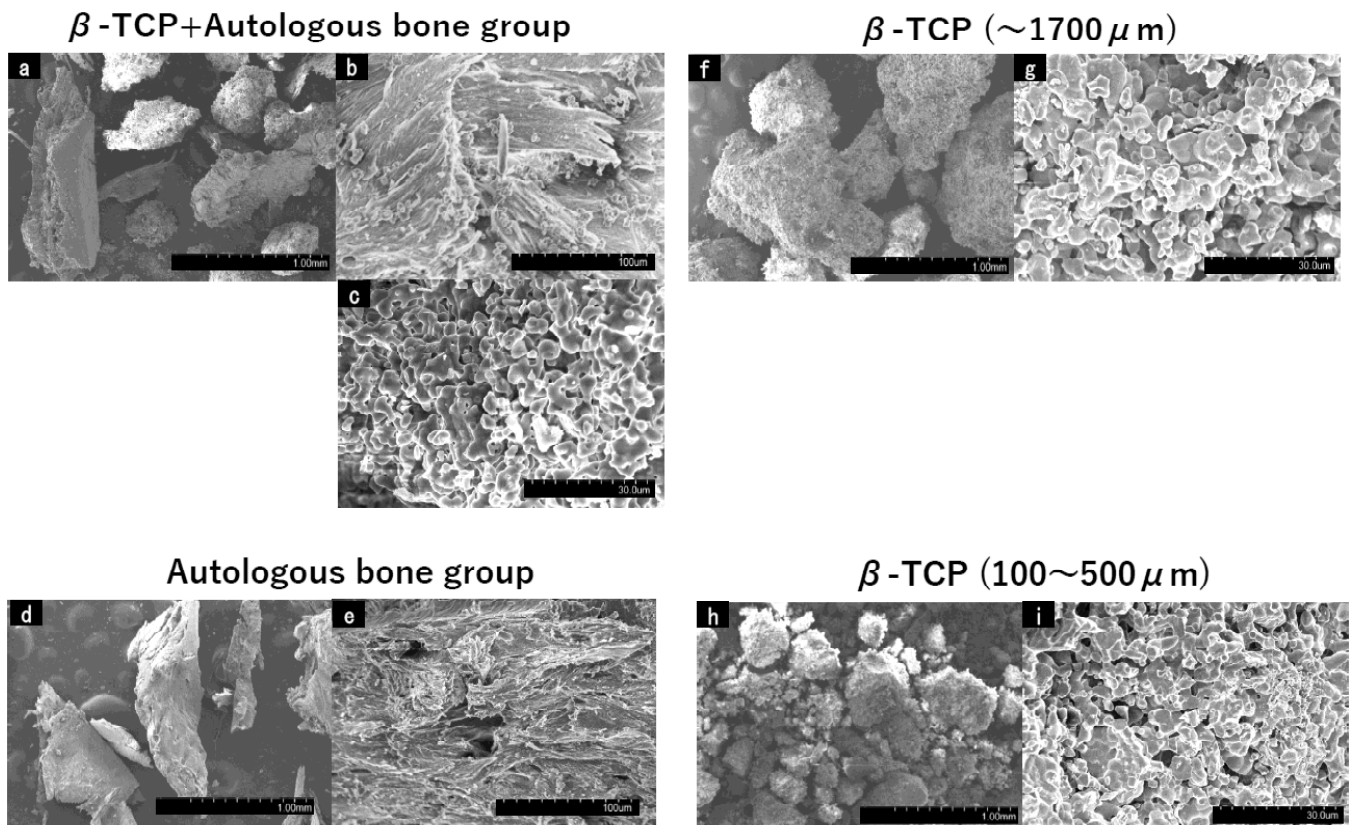 β-TCP+Autologous bone group
β-TCP (~1700μm)
a
b
f
g
1.00mm
100um
1.00mm
30.0um
c
30.0um
Autologous bone group
β-TCP (100~500μm)
d
e
h
i
1.00mm
100um
1.00mm
30.0um